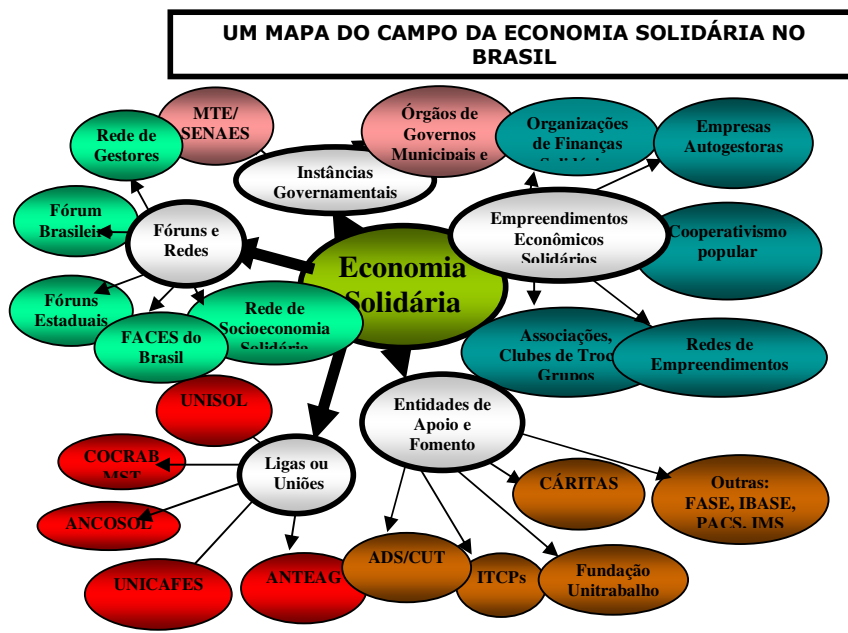 UM MAPA DO CAMPO DA ECONOMIA SOLIDÁRIA NO
BRASIL
MTE/
SENAES
Órgãos de
Governos
Municipais e
Rede de
Gestores
Organizações
de Finanças
Empresas
Autogestoras
Instâncias
Governamentais
Fórum
Brasileiro
Fóruns e
Redes
Empreendimentos
Econômicos
Solidários
Cooperativismo
popular
Economia
Solidária
Fóruns
Estaduais
Rede de
Socioeconomia
Solidária
FACES do
Brasil
Associações,
Clubes de Troca
Grupos
Redes de
Empreendimentos
UNISOL
Entidades de
Apoio e
Fomento
COCRAB
MST
Ligas ou
Uniões
CÁRITAS
Outras:
FASE, IBASE,
PACS, IMS
ANCOSOL
UNICAFES
ANTEAG
ADS/CUT
ITCPs
Fundação
Unitrabalho